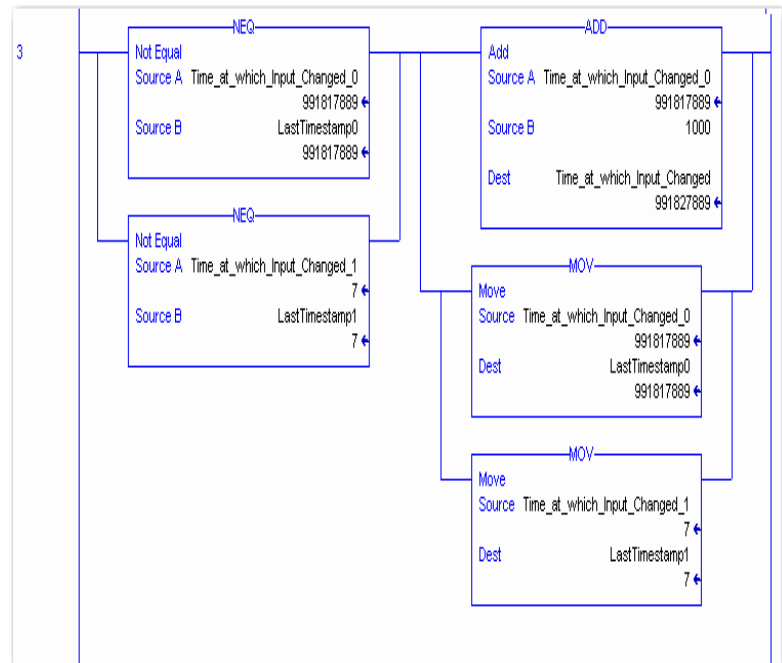 3
NEQ
Not Equal
Source A Time_at_which_Input_Changed_0
991817889
Source B LastTimestamp0
991817889
NEQ
Not Equal
Source A Time_at_which_Input_Changed_1
7
Source B LastTimestamp1
7
ADD
Add
Source A Time_at_which_Input_Changed_0
991817889
Source B 1000
Dest Time_at_which_Input_Changed
991827889
MOV
Move
Source Time_at_which_Input_Changed_0
991817889
Dest LastTimestamp0
991817889
MOV
Move
Source Time_at_which_Input_Changed_1
7
Dest LastTimestamp1
7